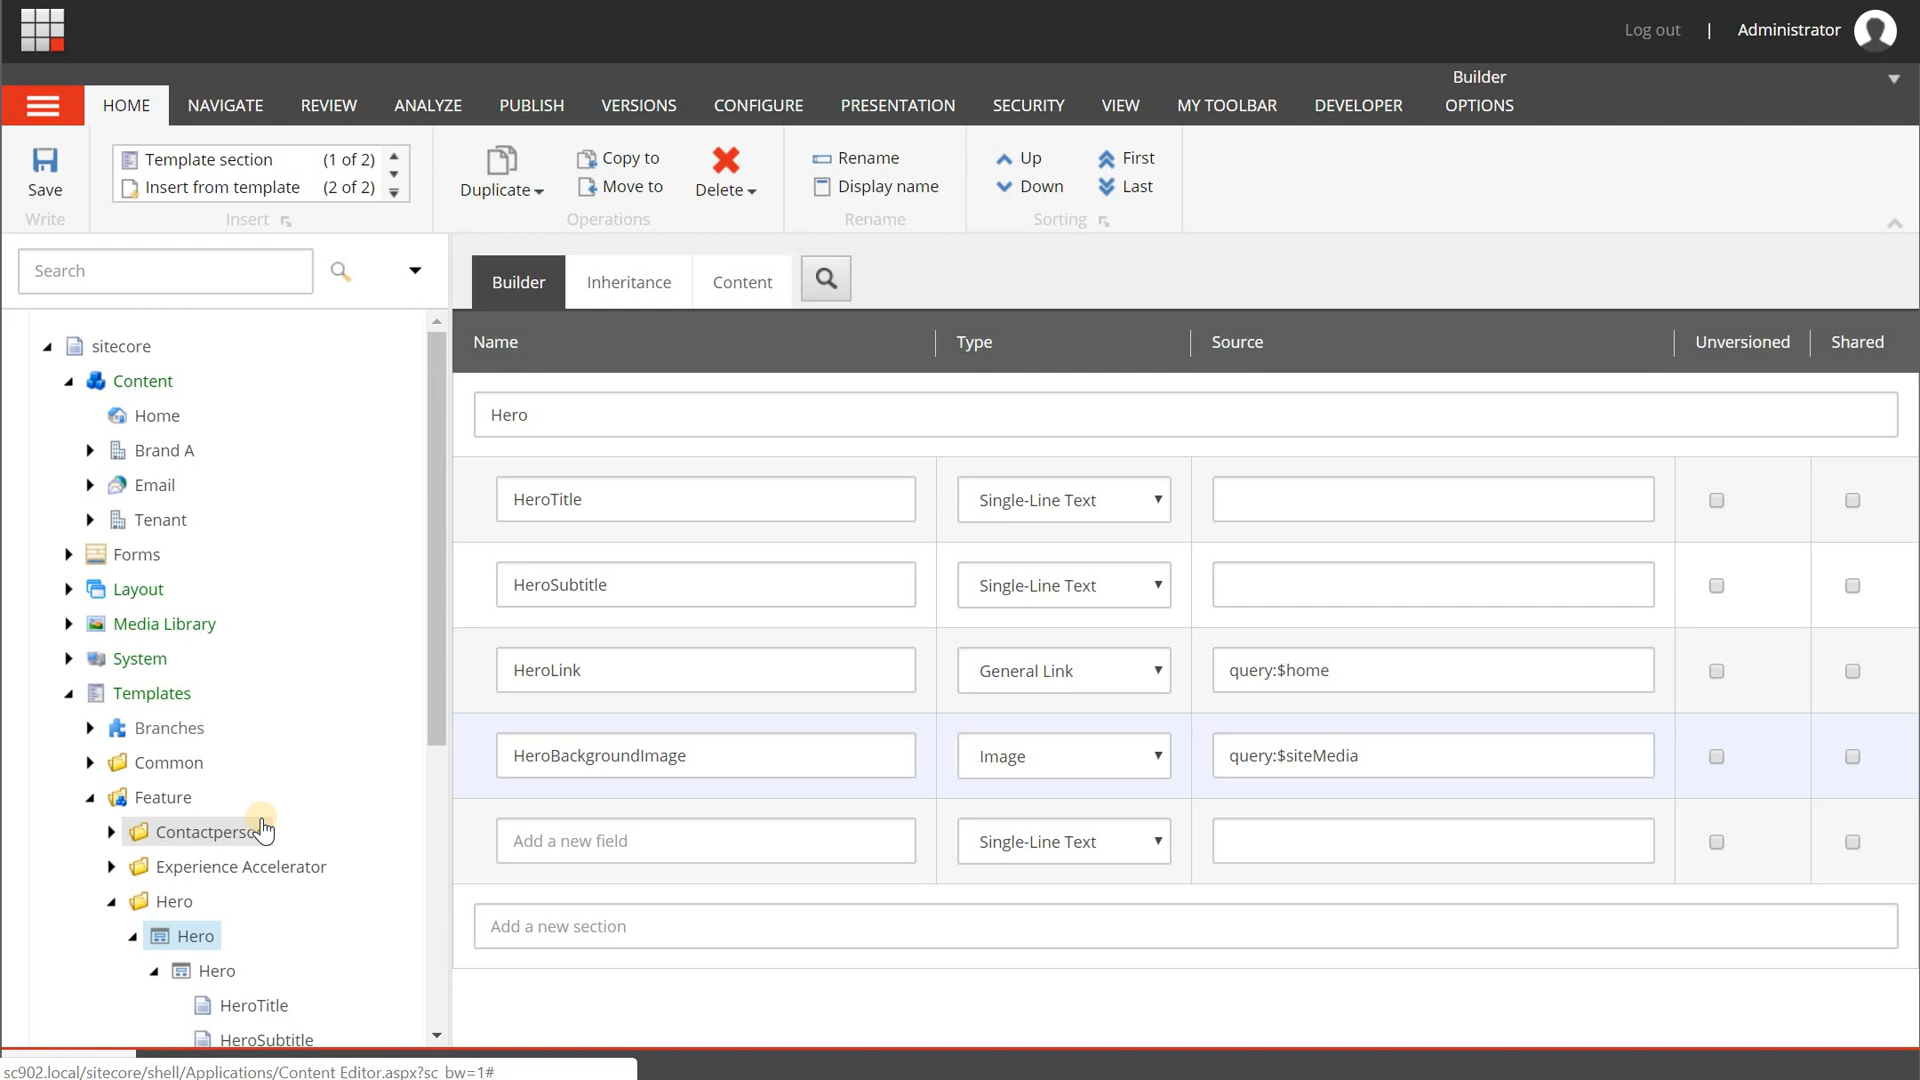 Log out | Administrator
Builder
HOME NAVIGATE REVIEW ANALYZE PUBLISH VERSIONS CONFIGURE PRESENTATION SECURITY VIEW MY TOOLBAR DEVELOPER OPTIONS
Save
Write
Template section (1 of 2)
Insert from template (2 of 2)
Insert
Duplicate
Copy to
Move to
Delete
Operations
Rename
Display name
Rename
Up
Down
First
Last
Sorting
Search
sitecore
Content
Home
Brand A
Email
Tenant
Forms
Layout
Media Library
System
Templates
Branches
Common
Feature
Contactperso
Experience Accelerator
Hero
Hero
Hero
HeroTitle
HeroSubtitle
Builder Inheritance Content
Name Type Source Unversioned Shared
Hero
HeroTitle Single-Line Text
HeroSubtitle Single-Line Text
HeroLink General Link query:$home
HeroBackgroundImage Image query:$siteMedia
Add a new field Single-Line Text
Add a new section
sc902.local/sitecore/shell/Applications/Content Editor.aspx?sc_bw=1#